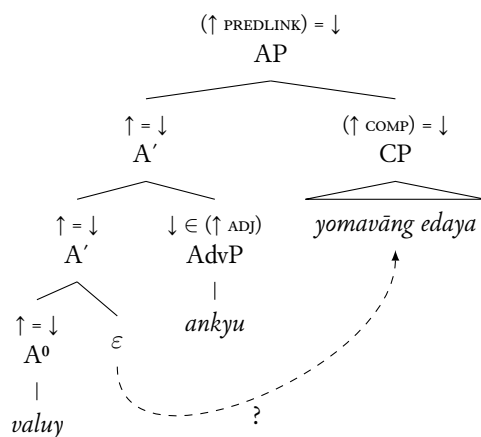 (↑ PREDLINK) = ↓
AP
↑ = ↓ (↑ COMP) = ↓
A′ CP
↑ = ↓ ↓ ∈ (↑ ADJ) yomavāng edaya
A′ AdvP
↑ = ↓ ε ankyu
A⁰
valuy ?